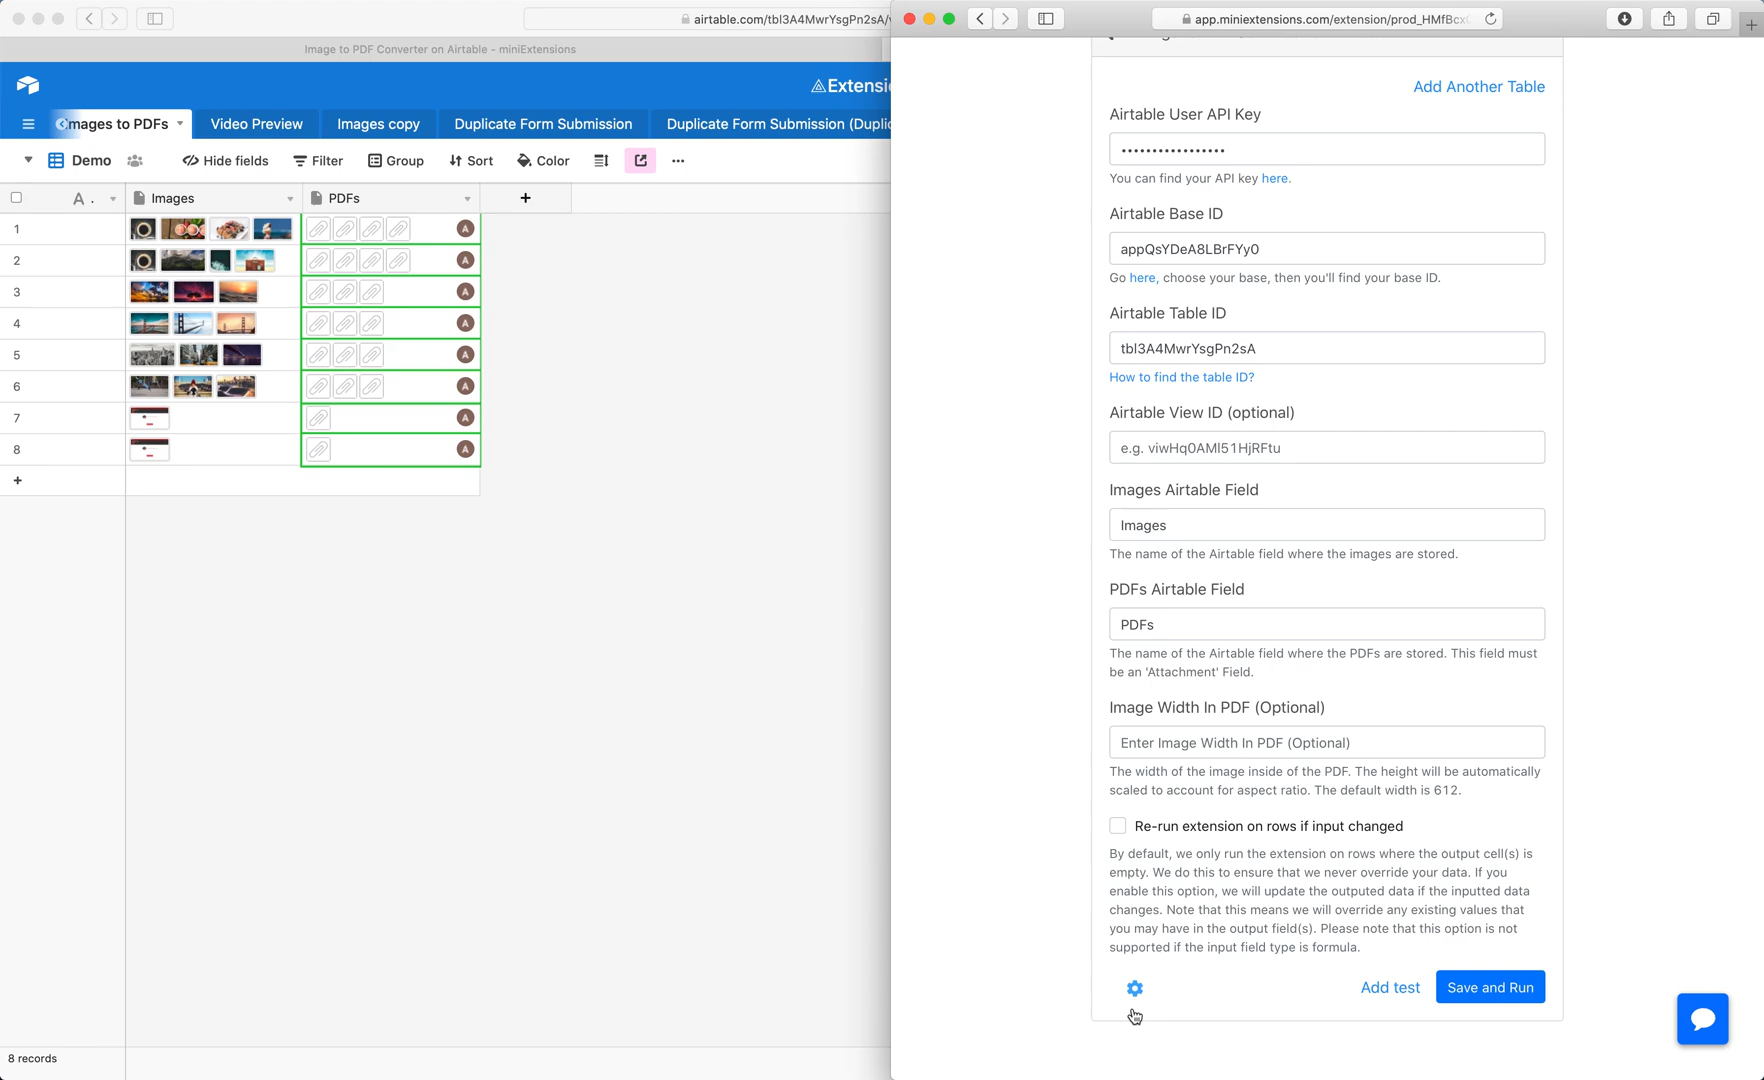 airtable.com/tbl3A4MwrYsgPn2sA/v
app.miniextensions.com/extension/prod_HMfBcx
Image to PDF Converter on Airtable - miniExtensions
Extensi
mages to PDFs
Video Preview
Images copy
Duplicate Form Submission
Duplicate Form Submission (Duplic
Demo
Hide fields
Filter
Group
Sort
Color
A .
Images
PDFs
+
1
A
2
A
3
A
4
A
5
A
6
A
7
A
8
A
+
8 records
Add Another Table
Airtable User API Key
•••••••••••••••••
You can find your API key here.
Airtable Base ID
appQsYDeA8LBrFYy0
Go here, choose your base, then you'll find your base ID.
Airtable Table ID
tbl3A4MwrYsgPn2sA
How to find the table ID?
Airtable View ID (optional)
e.g. viwHq0AMl51HjRFtu
Images Airtable Field
Images
The name of the Airtable field where the images are stored.
PDFs Airtable Field
PDFs
The name of the Airtable field where the PDFs are stored. This field must
be an 'Attachment' Field.
Image Width In PDF (Optional)
Enter Image Width In PDF (Optional)
The width of the image inside of the PDF. The height will be automatically
scaled to account for aspect ratio. The default width is 612.
Re-run extension on rows if input changed
By default, we only run the extension on rows where the output cell(s) is
empty. We do this to ensure that we never override your data. If you
enable this option, we will update the outputed data if the inputted data
changes. Note that this means we will override any existing values that
you may have in the output field(s). Please note that this option is not
supported if the input field type is formula.
Add test
Save and Run